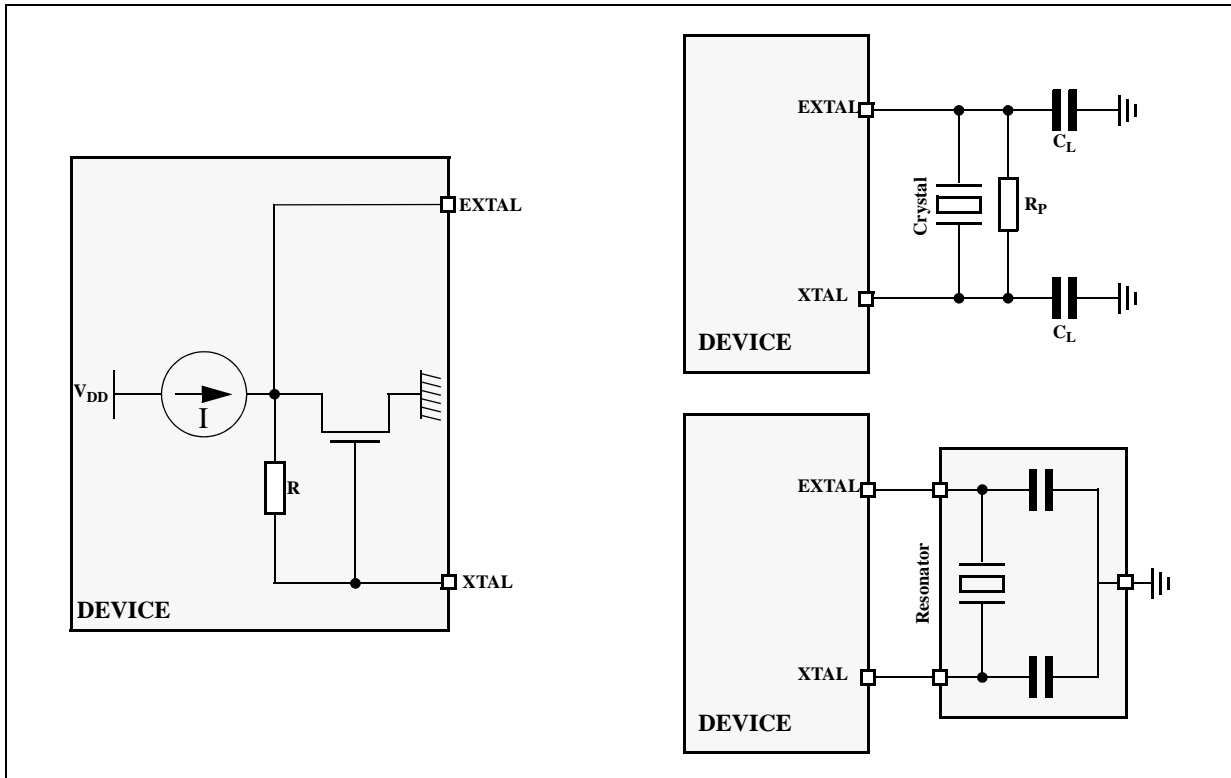 EXTAL
V_DD
I
R
XTAL
DEVICE
EXTAL
C_L
Crystal
R_P
XTAL
C_L
DEVICE
EXTAL
Resonator
XTAL
DEVICE